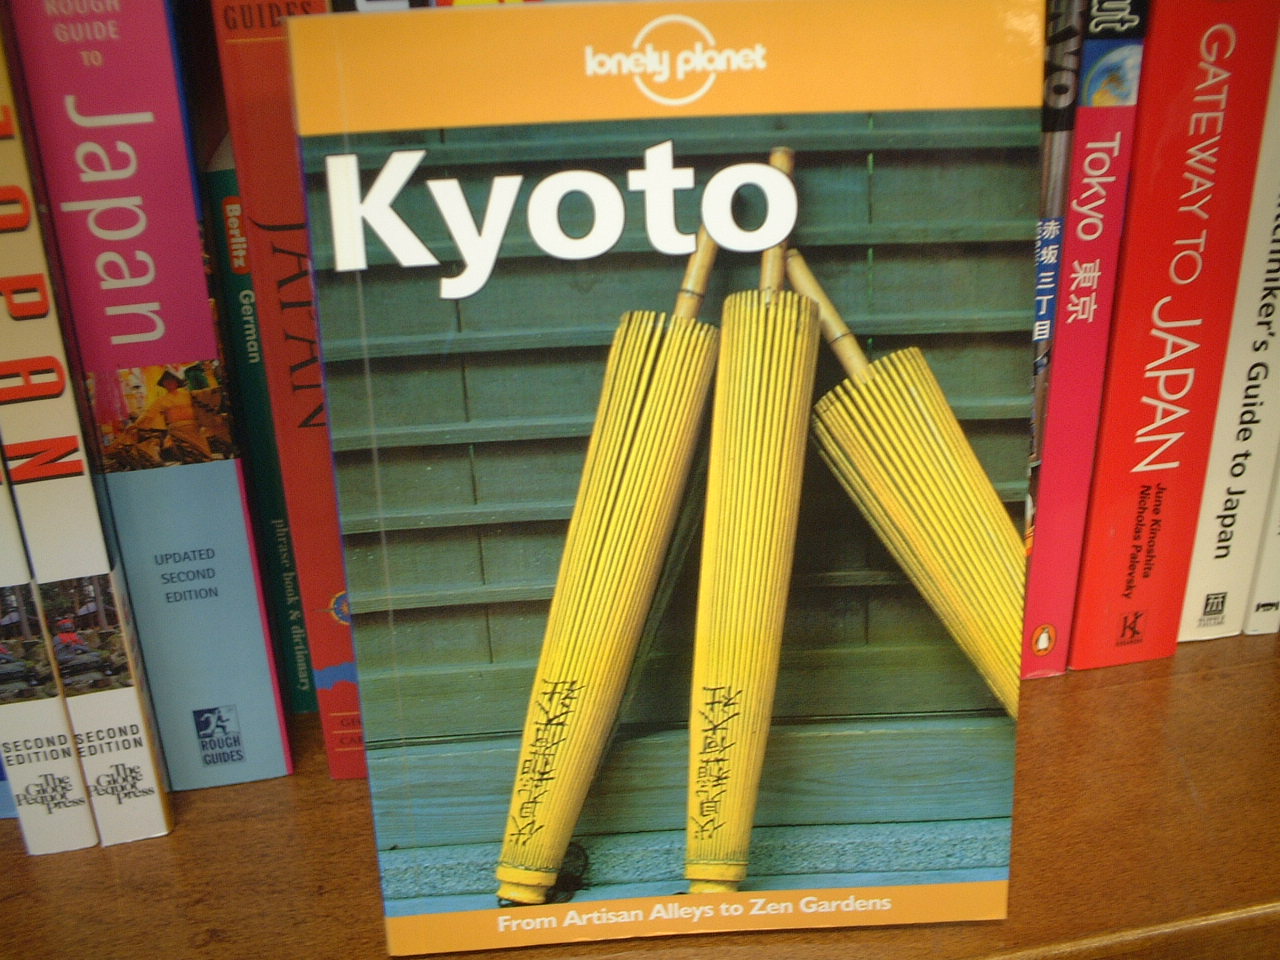 JAPAN
SECOND
EDITION
The
Globe
Pequot
Press
SECOND
EDITION
The
Globe
Pequot
Press
ROUGH
GUIDE
TO
Japan
UPDATED
SECOND
EDITION
ROUGH
GUIDES
Berlitz
German
phrase book & dictionary
GUIDES
JAPAN
lonely planet
Kyoto
From Artisan Alleys to Zen Gardens
赤坂三丁目
Tokyo 東京
GATEWAY TO JAPAN
June Kinoshita
Nicholas Palevsky
Hitchhiker's Guide to Japan